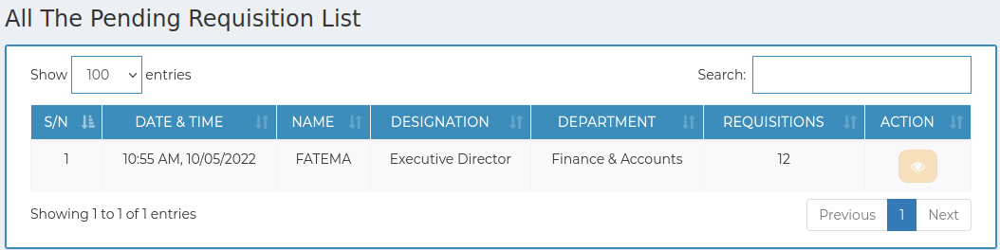 All The Pending Requisition List
Show 100 entries Search:
S/N DATE & TIME NAME DESIGNATION DEPARTMENT REQUISITIONS ACTION
1 10:55 AM, 10/05/2022 FATEMA Executive Director Finance & Accounts 12
Showing 1 to 1 of 1 entries Previous 1 Next